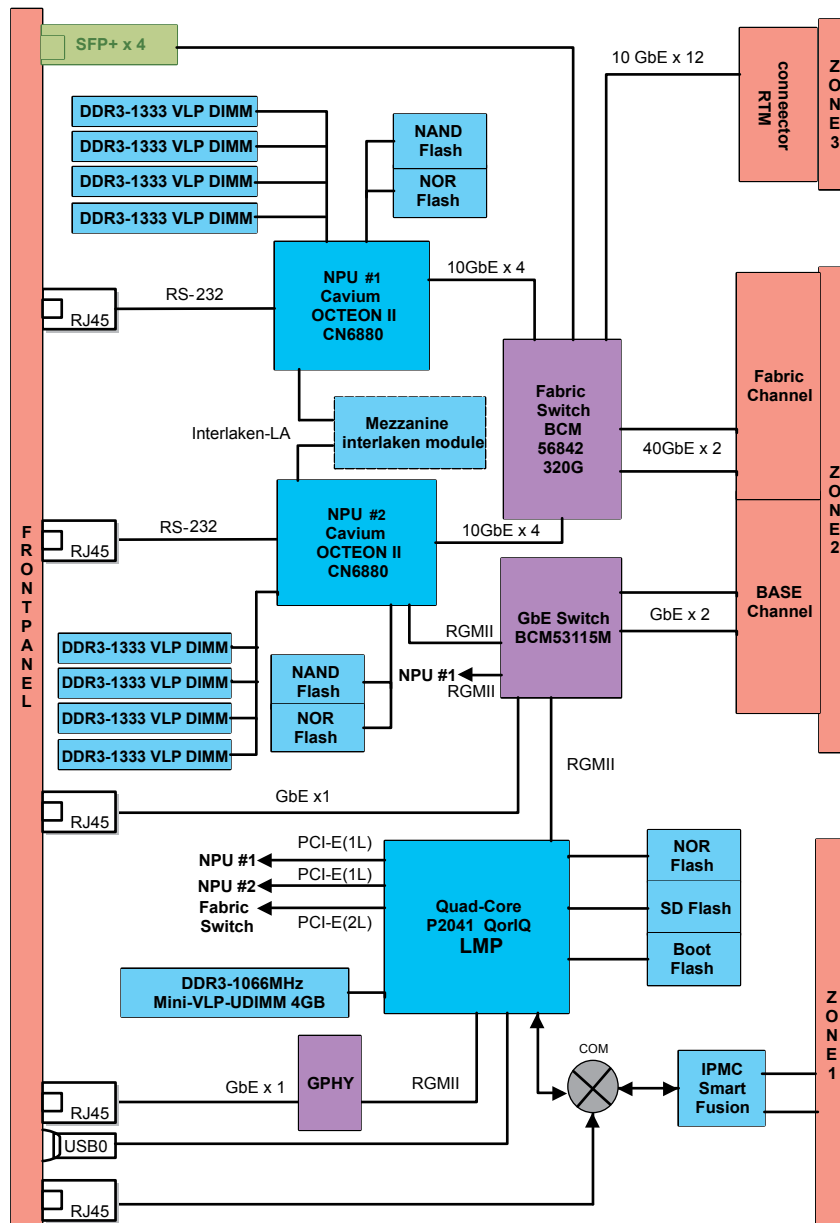 SFP+ x 4
10 GbE x 12
conneector
RTM
ZONE3
DDR3-1333 VLP DIMM
DDR3-1333 VLP DIMM
DDR3-1333 VLP DIMM
DDR3-1333 VLP DIMM
NAND
Flash
NOR
Flash
NPU #1
Cavium
OCTEON II
CN6880
10GbE x 4
RS-232
RJ45
Fabric
Switch
BCM
56842
320G
Fabric
Channel
40GbE x 2
Interlaken-LA
Mezzanine
interlaken module
ZONE2
FRONTPANEL
NPU #2
Cavium
OCTEON II
CN6880
10GbE x 4
RS-232
RJ45
GbE Switch
BCM53115M
BASE
Channel
GbE x 2
RGMII
NPU #1
RGMII
DDR3-1333 VLP DIMM
DDR3-1333 VLP DIMM
DDR3-1333 VLP DIMM
DDR3-1333 VLP DIMM
NAND
Flash
NOR
Flash
RGMII
GbE x1
RJ45
PCI-E(1L)
NPU #1
PCI-E(1L)
NPU #2
Fabric
Switch
PCI-E(2L)
Quad-Core
P2041 QorIQ
LMP
NOR
Flash
SD Flash
Boot
Flash
DDR3-1066MHz
Mini-VLP-UDIMM 4GB
ZONE1
COM
IPMC
Smart
Fusion
GPHY
GbE x 1
RGMII
RJ45
USB0
RJ45